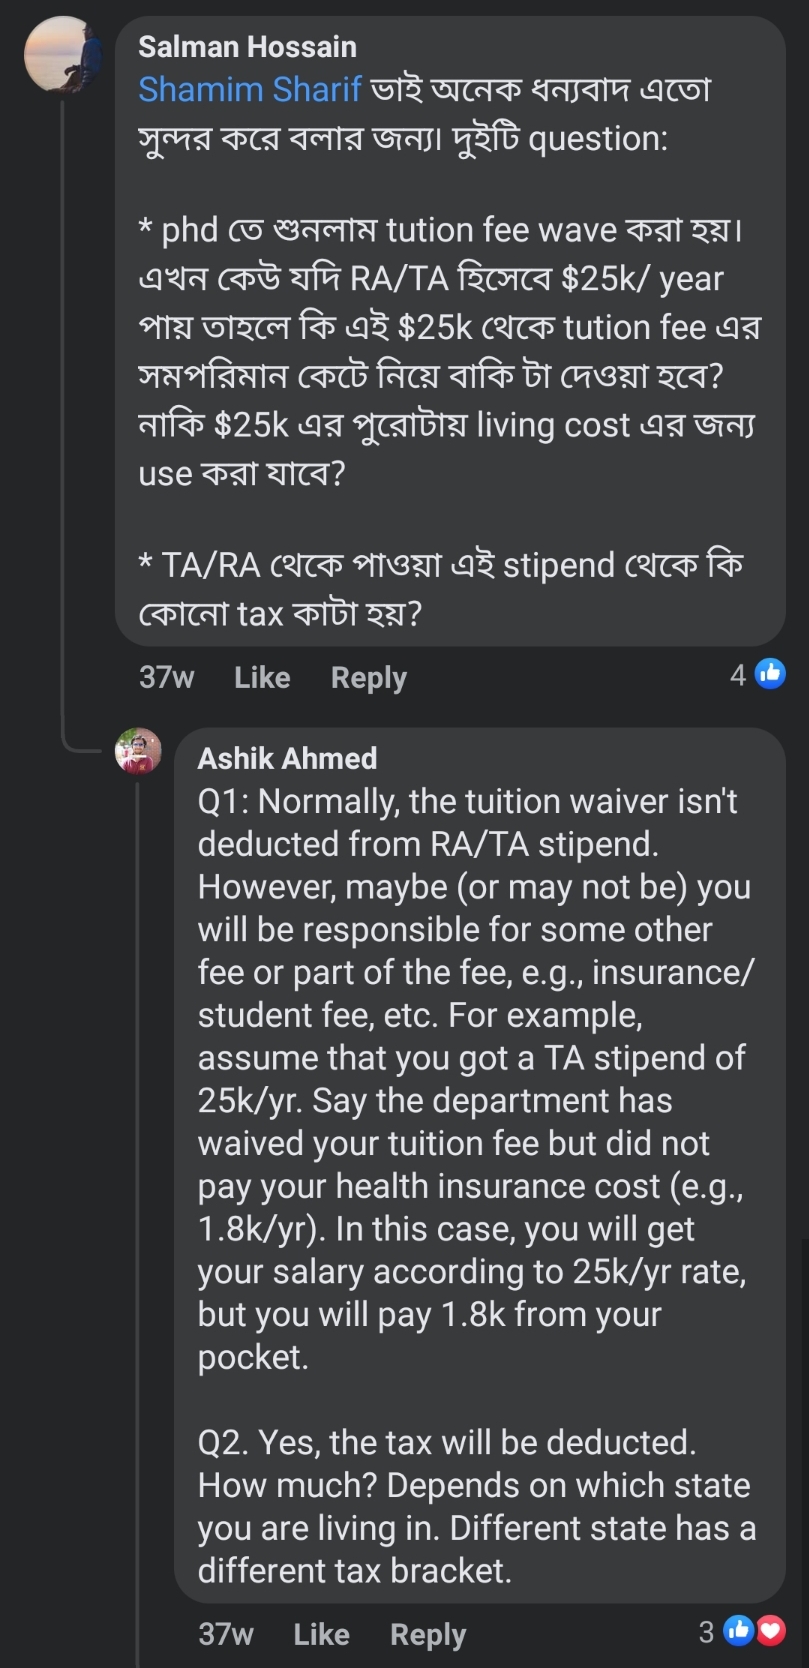 Salman Hossain
Shamim Sharif ভাই অনেক ধন্যবাদ এতো
সুন্দর করে বলার জন্য। দুইটি question:
* phd তে শুনলাম tution fee wave করা হয়।
এখন কেউ যদি RA/TA হিসেবে $25k/ year
পায় তাহলে কি এই $25k থেকে tution fee এর
সমপরিমান কেটে নিয়ে বাকি টা দেওয়া হবে?
নাকি $25k এর পুরোটায় living cost এর জন্য
use করা যাবে?
* TA/RA থেকে পাওয়া এই stipend থেকে কি
কোনো tax কাটা হয়?
37w Like Reply 4
Ashik Ahmed
Q1: Normally, the tuition waiver isn't
deducted from RA/TA stipend.
However, maybe (or may not be) you
will be responsible for some other
fee or part of the fee, e.g., insurance/
student fee, etc. For example,
assume that you got a TA stipend of
25k/yr. Say the department has
waived your tuition fee but did not
pay your health insurance cost (e.g.,
1.8k/yr). In this case, you will get
your salary according to 25k/yr rate,
but you will pay 1.8k from your
pocket.
Q2. Yes, the tax will be deducted.
How much? Depends on which state
you are living in. Different state has a
different tax bracket.
37w Like Reply 3